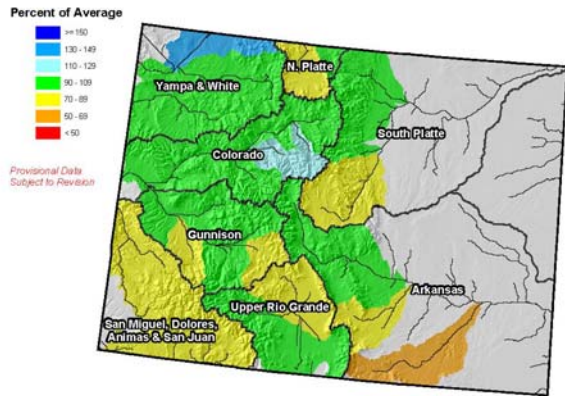 Percent of Average
>= 150
130 - 149
110 - 129
90 - 109
70 - 89
50 - 69
< 50
Provisional Data
Subject to Revision
N. Platte
Yampa & White
South Platte
Colorado
Gunnison
Arkansas
Upper Rio Grande
San Miguel, Dolores,
Animas & San Juan